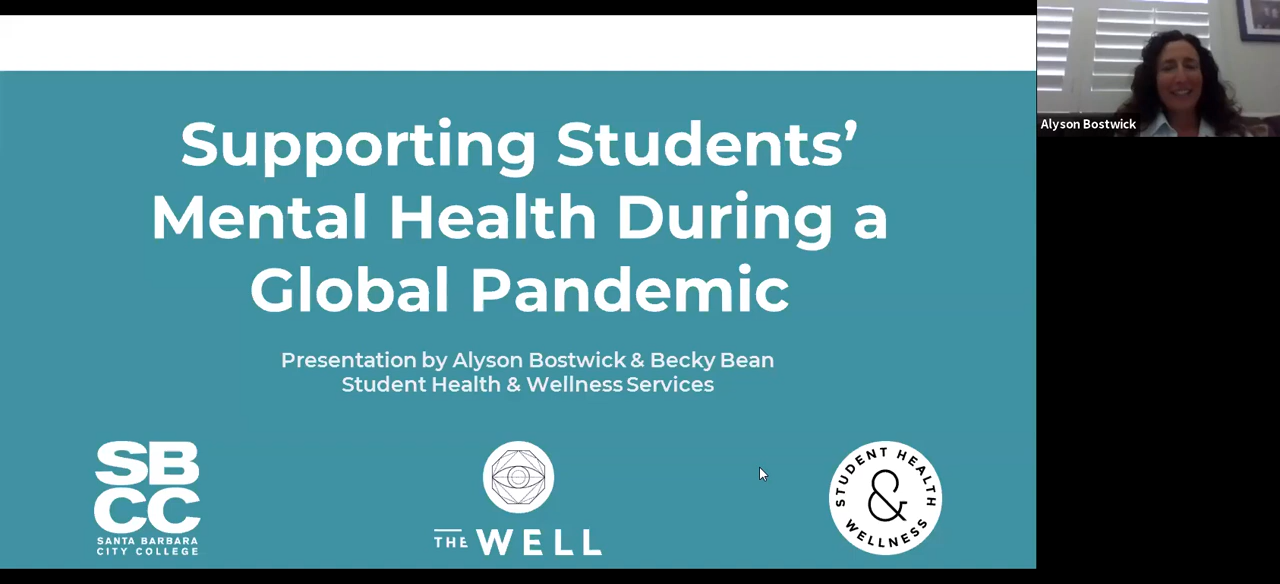 Supporting Students’
Mental Health During a
Global Pandemic
Presentation by Alyson Bostwick & Becky Bean
Student Health & Wellness Services
SB
CC
SANTA BARBARA
CITY COLLEGE
THE WELL
STUDENT HEALTH
&
WELLNESS
Alyson Bostwick